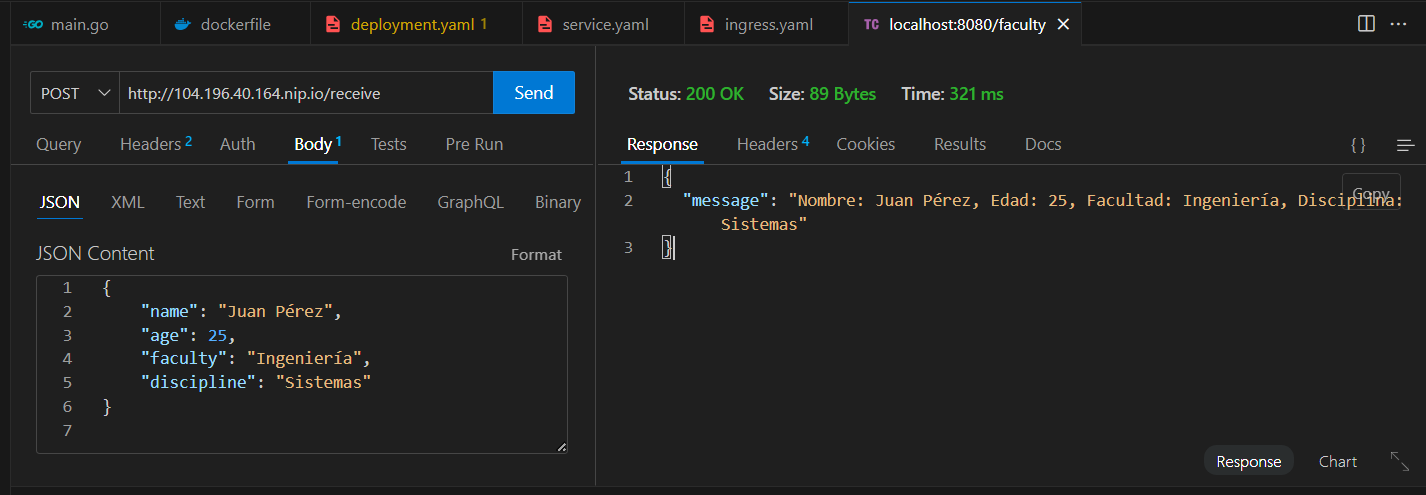 GO main.go dockerfile deployment.yaml 1 service.yaml ingress.yaml TC localhost:8080/faculty
POST http://104.196.40.164.nip.io/receive Send
Query Headers 2 Auth Body 1 Tests Pre Run
JSON XML Text Form Form-encode GraphQL Binary
JSON Content Format
1 {
2 "name": "Juan Pérez",
3 "age": 25,
4 "faculty": "Ingeniería",
5 "discipline": "Sistemas"
6 }
7
Status: 200 OK Size: 89 Bytes Time: 321 ms
Response Headers 4 Cookies Results Docs {}
Copy
1 {
2 "message": "Nombre: Juan Pérez, Edad: 25, Facultad: Ingeniería, Disciplina:
Sistemas"
3 }
Response Chart